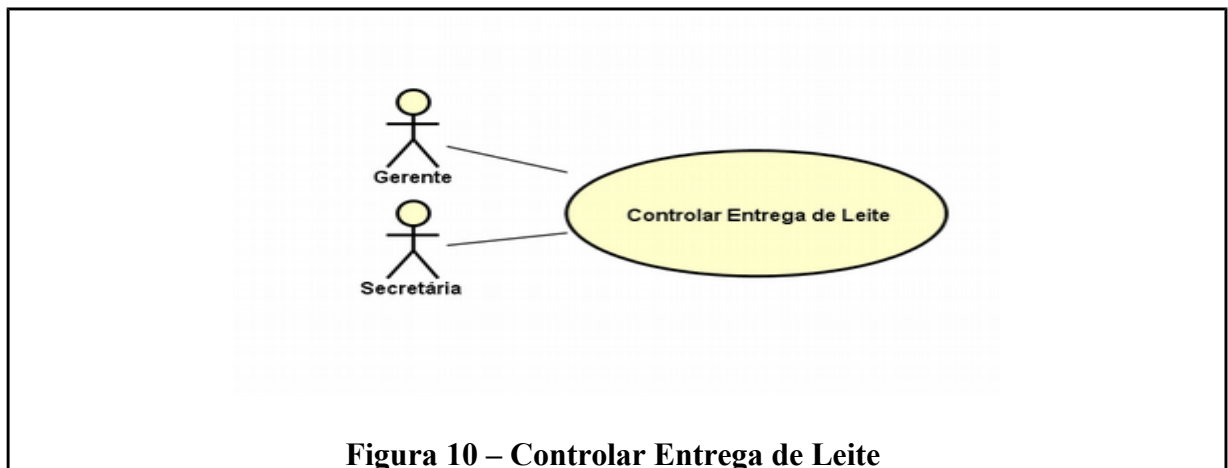 Gerente
Controlar Entrega de Leite
Secretária
Figura 10 – Controlar Entrega de Leite